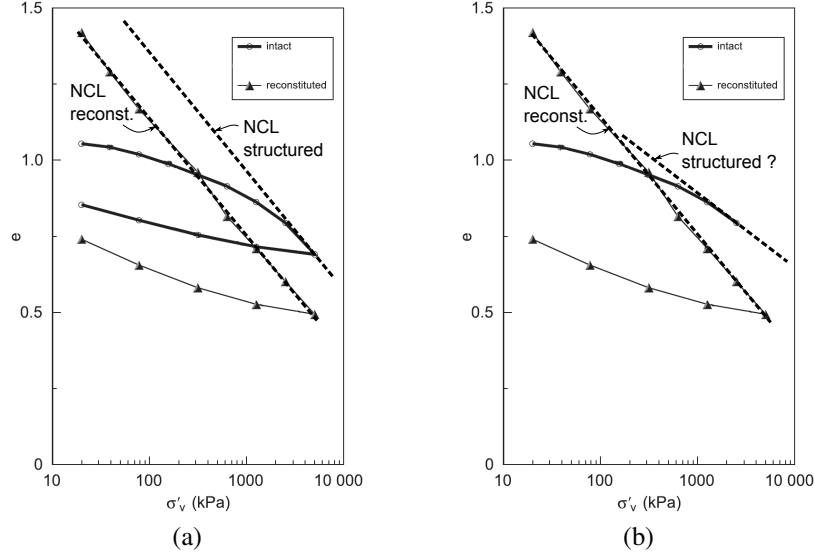 1.5
intact
reconstituted
NCL
reconst.
NCL
structured
1.0
e
0.5
0
10
100
1000
10 000
σ′v (kPa)
(a)
1.5
intact
reconstituted
NCL
reconst.
NCL
structured ?
1.0
e
0.5
0
10
100
1000
10 000
σ′v (kPa)
(b)